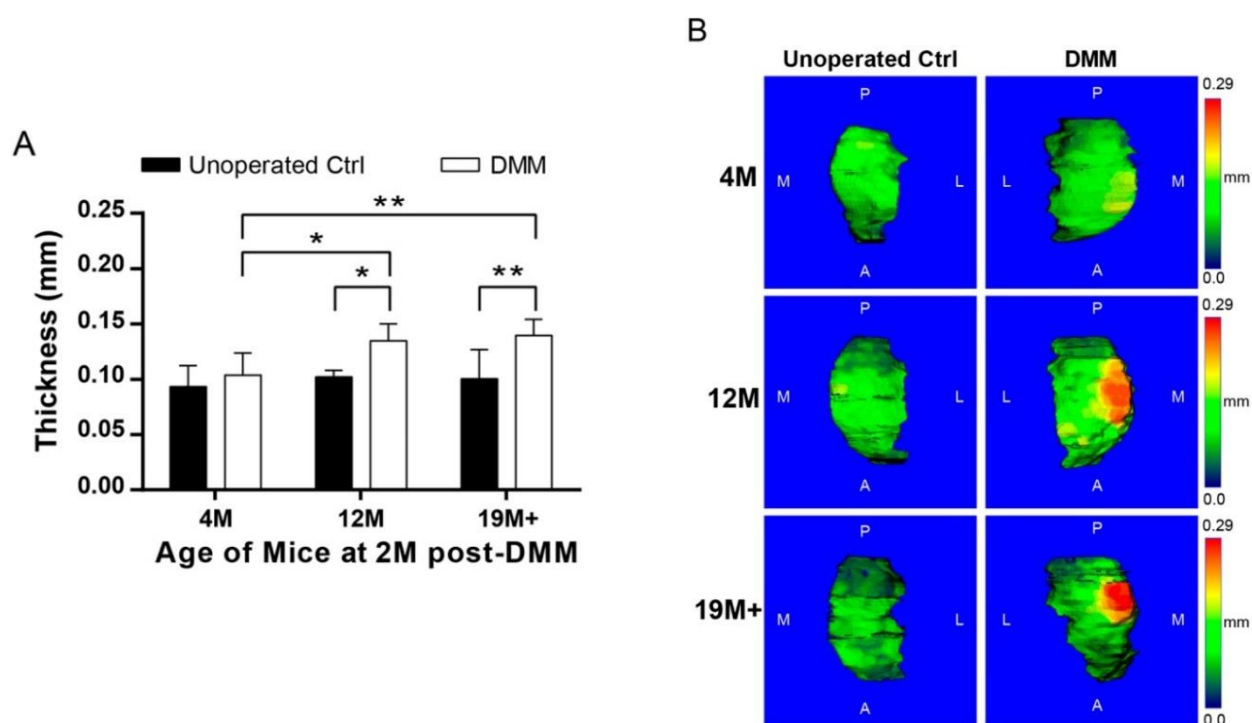 A
Unoperated Ctrl DMM
Thickness (mm)
0.25
0.20
0.15
0.10
0.05
0.00
**
*
*
**
4M 12M 19M+
Age of Mice at 2M post-DMM
B
Unoperated Ctrl DMM
4M
P
M L
A
P
L M
A
0.29
mm
0.0
12M
P
M L
A
P
L M
A
0.29
mm
0.0
19M+
P
M L
A
P
L M
A
0.29
mm
0.0